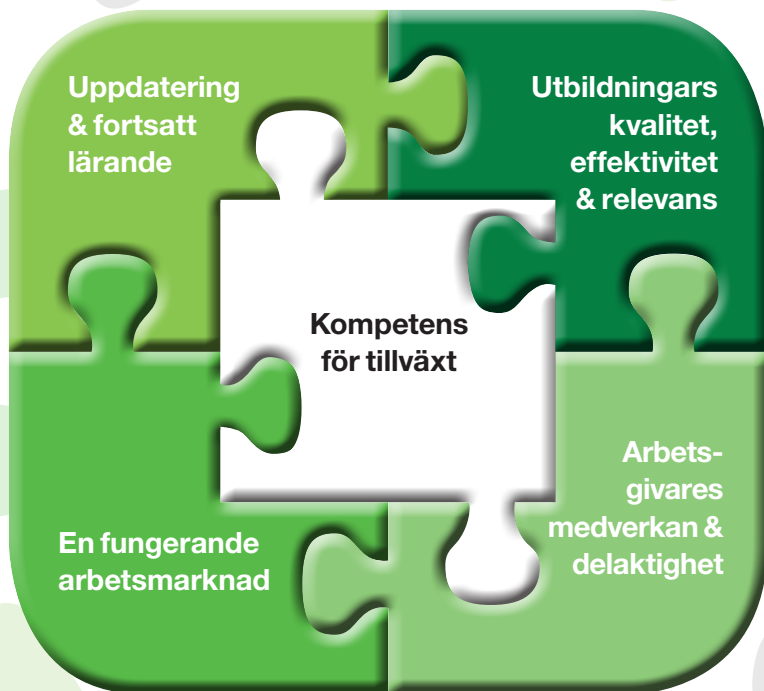 Uppdatering
& fortsatt
lärande
Utbildningars
kvalitet,
effektivitet
& relevans
Kompetens
för tillväxt
En fungerande
arbetsmarknad
Arbets-
givares
medverkan &
delaktighet